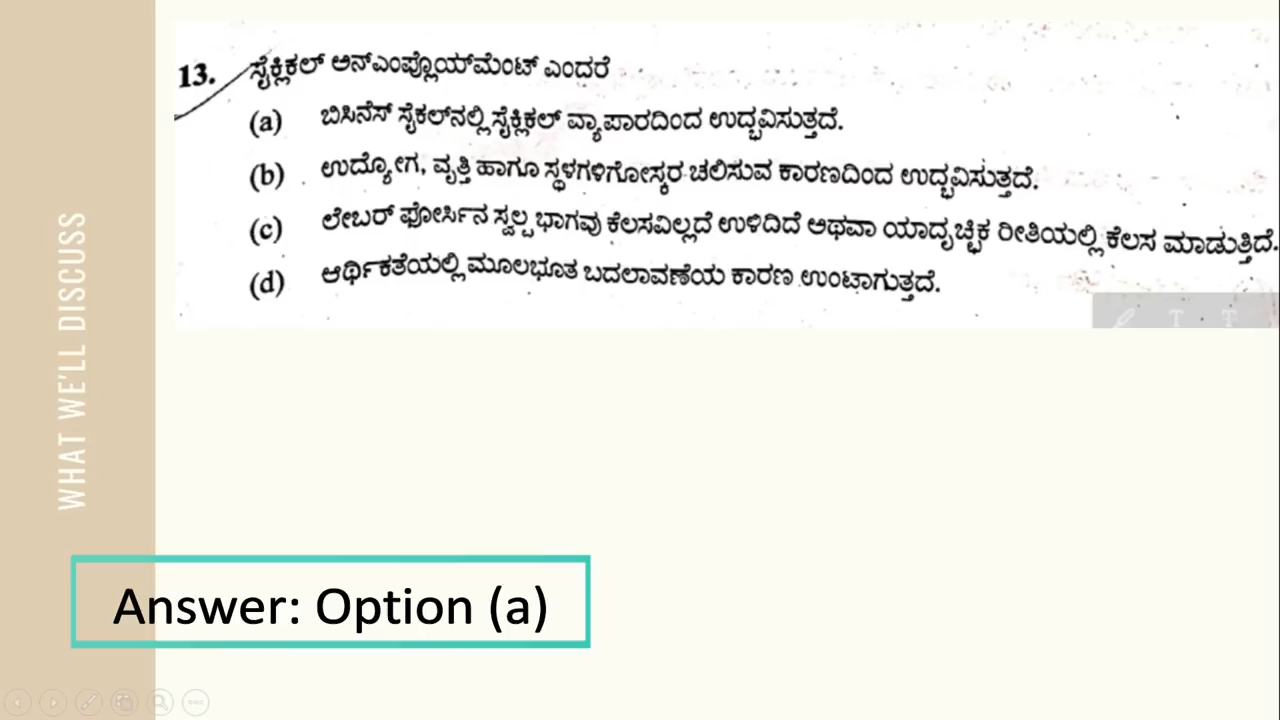 WHAT WE'LL DISCUSS
13. ಸೈಕ್ಲಿಕಲ್ ಅನ್‌ಎಂಪ್ಲೊಯ್‌ಮೆಂಟ್ ಎಂದರೆ
(a) ಬಿಸಿನೆಸ್ ಸೈಕಲ್‌ನಲ್ಲಿ ಸೈಕ್ಲಿಕಲ್ ವ್ಯಾಪಾರದಿಂದ ಉದ್ಭವಿಸುತ್ತದೆ.
(b) ಉದ್ಯೋಗ, ವೃತ್ತಿ ಹಾಗೂ ಸ್ಥಳಗಳಿಗೋಸ್ಕರ ಚಲಿಸುವ ಕಾರಣದಿಂದ ಉದ್ಭವಿಸುತ್ತದೆ.
(c) ಲೇಬರ್ ಫೋರ್ಸಿನ ಸ್ವಲ್ಪ ಭಾಗವು ಕೆಲಸವಿಲ್ಲದೆ ಉಳಿದಿದೆ ಅಥವಾ ಯಾದೃಚ್ಛಿಕ ರೀತಿಯಲ್ಲಿ ಕೆಲಸ ಮಾಡುತ್ತಿದೆ.
(d) ಆರ್ಥಿಕತೆಯಲ್ಲಿ ಮೂಲಭೂತ ಬದಲಾವಣೆಯ ಕಾರಣ ಉಂಟಾಗುತ್ತದೆ.
Answer: Option (a)